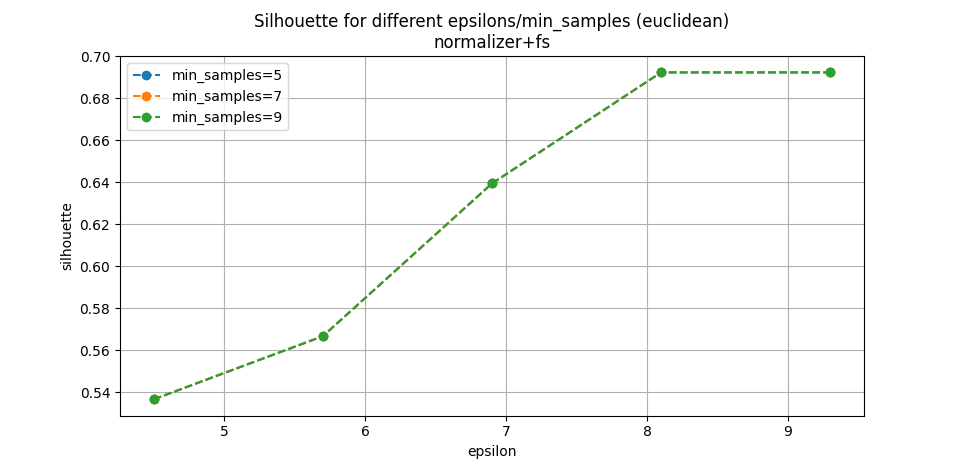 Silhouette for different epsilons/min_samples (euclidean)
normalizer+fs
min_samples=5
min_samples=7
min_samples=9
silhouette
0.70
0.68
0.66
0.64
0.62
0.60
0.58
0.56
0.54
5 6 7 8 9
epsilon